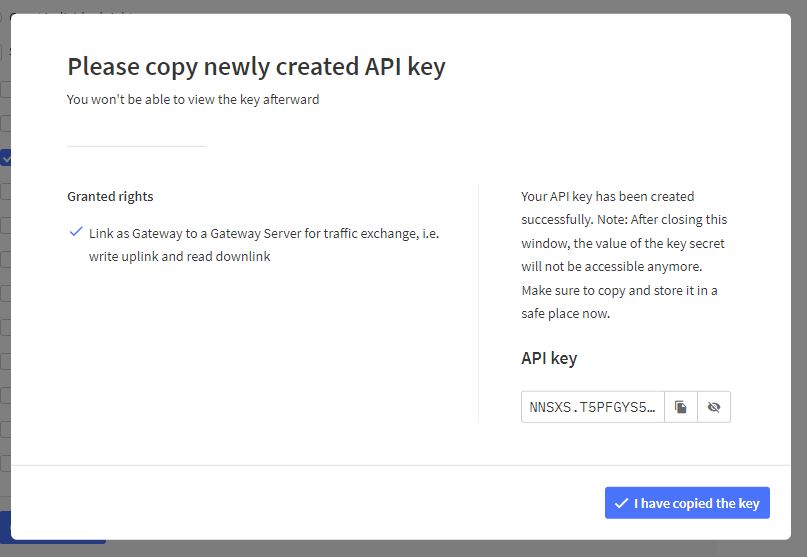 Please copy newly created API key
You won't be able to view the key afterward
Granted rights
Link as Gateway to a Gateway Server for traffic exchange, i.e.
write uplink and read downlink
Your API key has been created
successfully. Note: After closing this
window, the value of the key secret
will not be accessible anymore.
Make sure to copy and store it in a
safe place now.
API key
NNSXS.T5PFGYS5…
I have copied the key